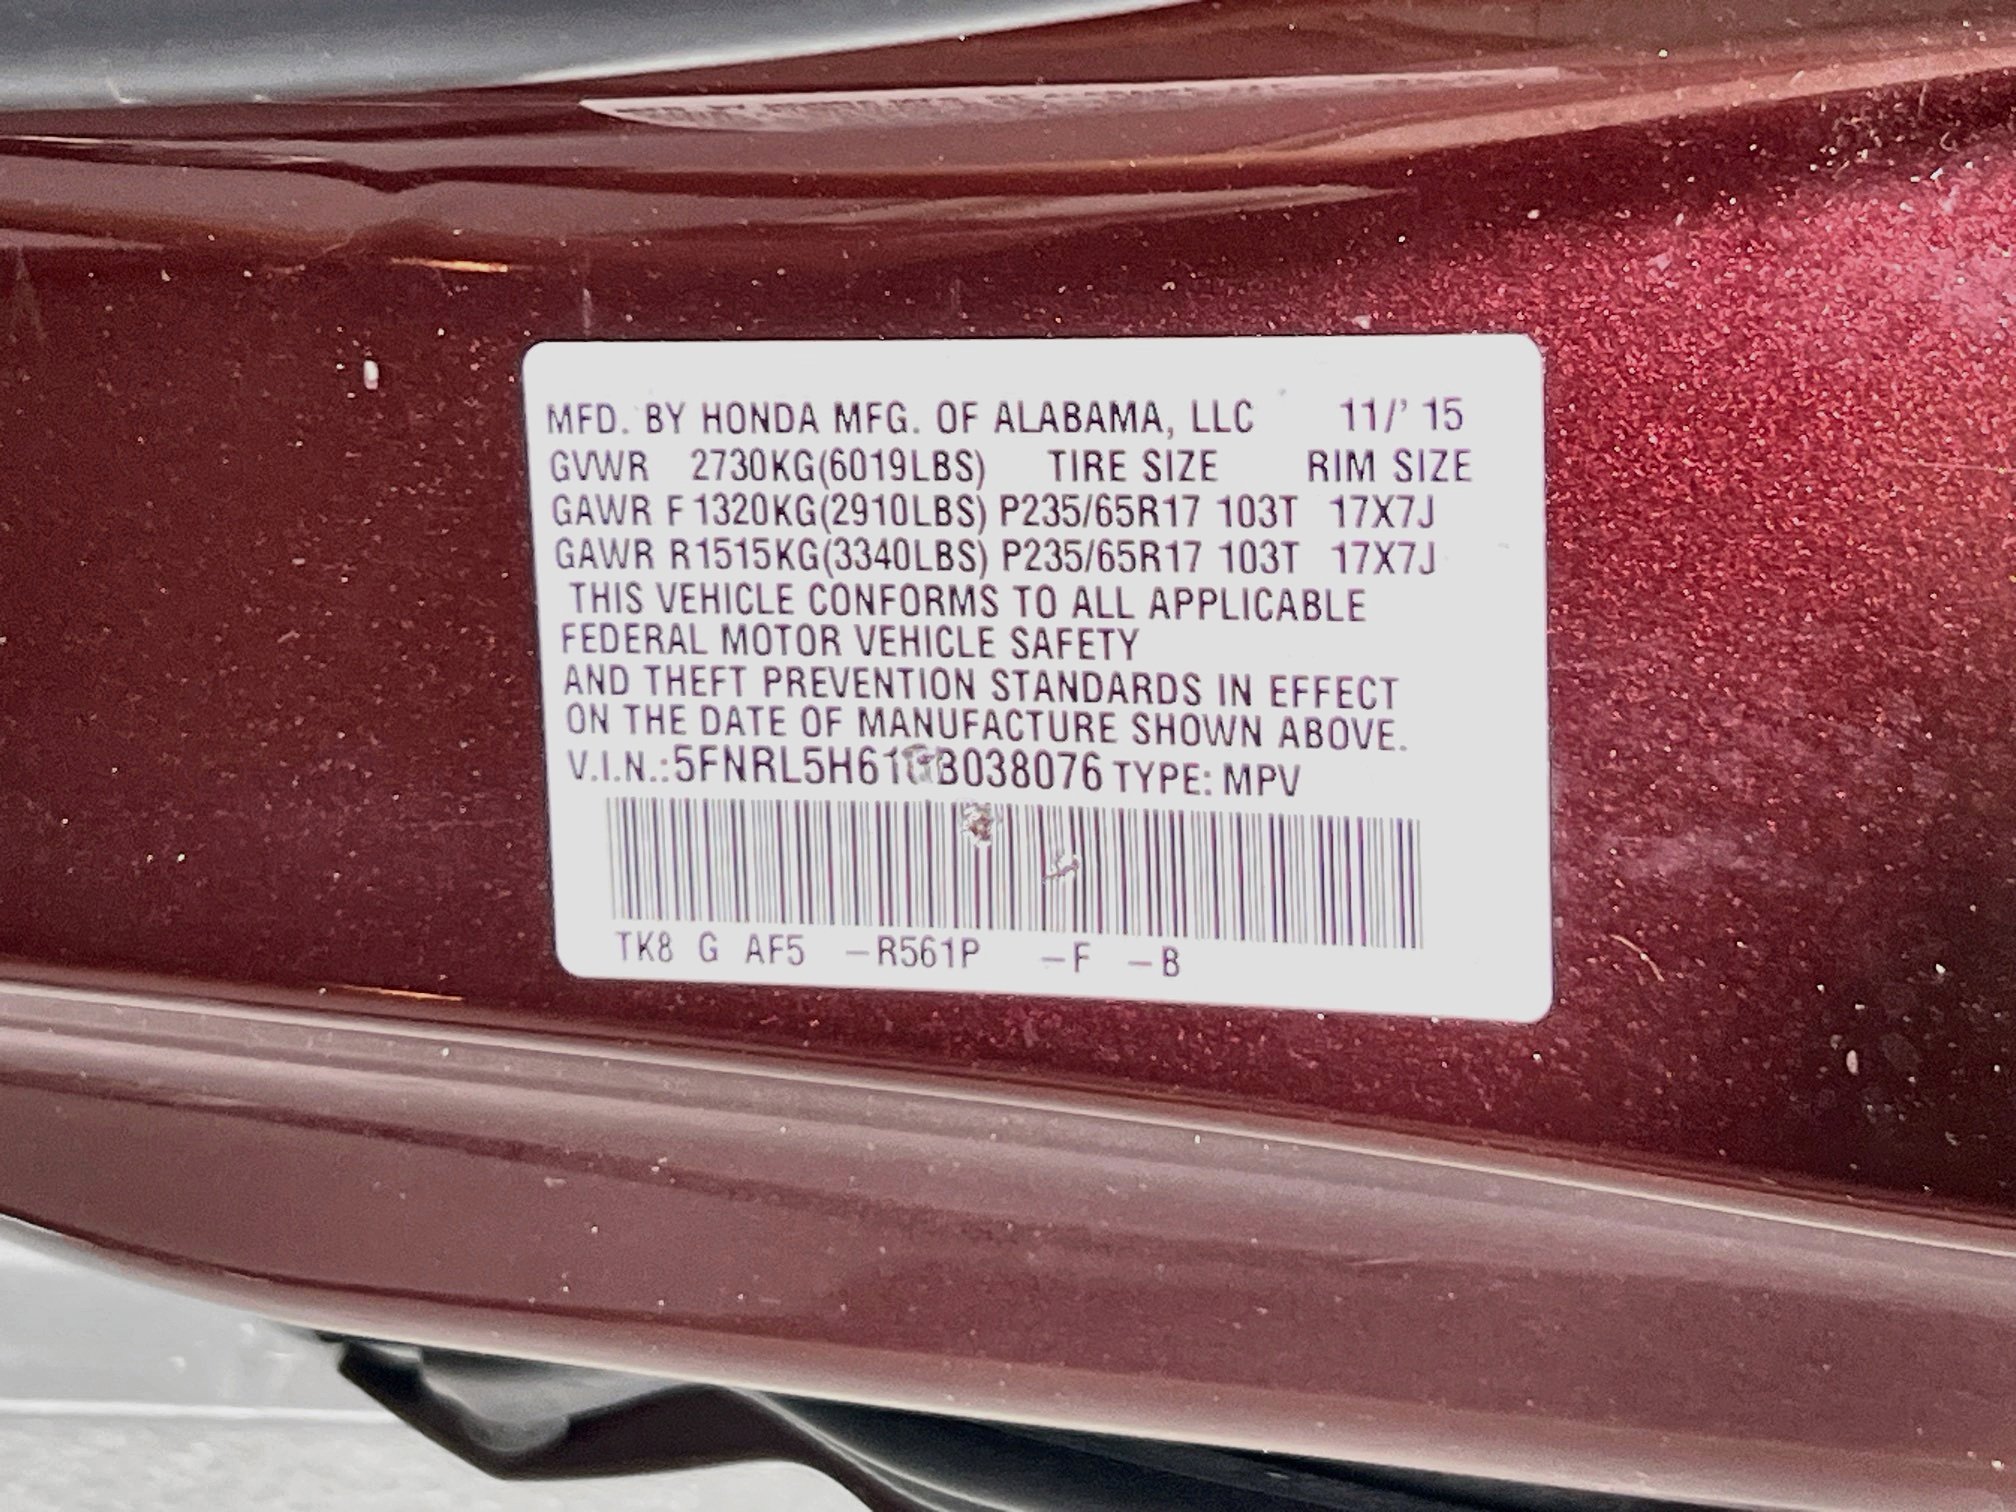 MFD. BY HONDA MFG. OF ALABAMA, LLC 11/' 15
GVWR 2730KG(6019LBS) TIRE SIZE RIM SIZE
GAWR F 1320KG(2910LBS) P235/65R17 103T 17X7J
GAWR R1515KG(3340LBS) P235/65R17 103T 17X7J
THIS VEHICLE CONFORMS TO ALL APPLICABLE
FEDERAL MOTOR VEHICLE SAFETY
AND THEFT PREVENTION STANDARDS IN EFFECT
ON THE DATE OF MANUFACTURE SHOWN ABOVE.
V.I.N.:5FNRL5H61GB038076 TYPE: MPV
TK8 G AF5 -R561P -F -B